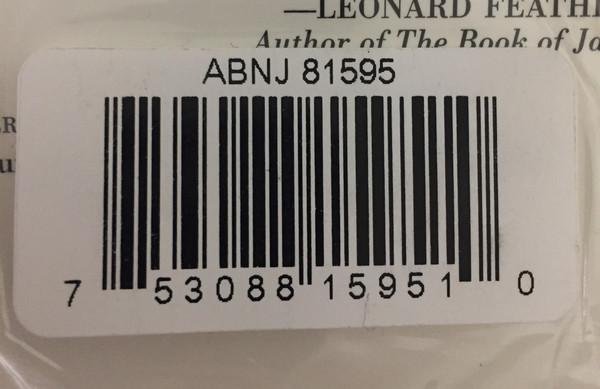 —LEONARD
Author of The Book of
ABNJ 81595
7 53088 15951 0